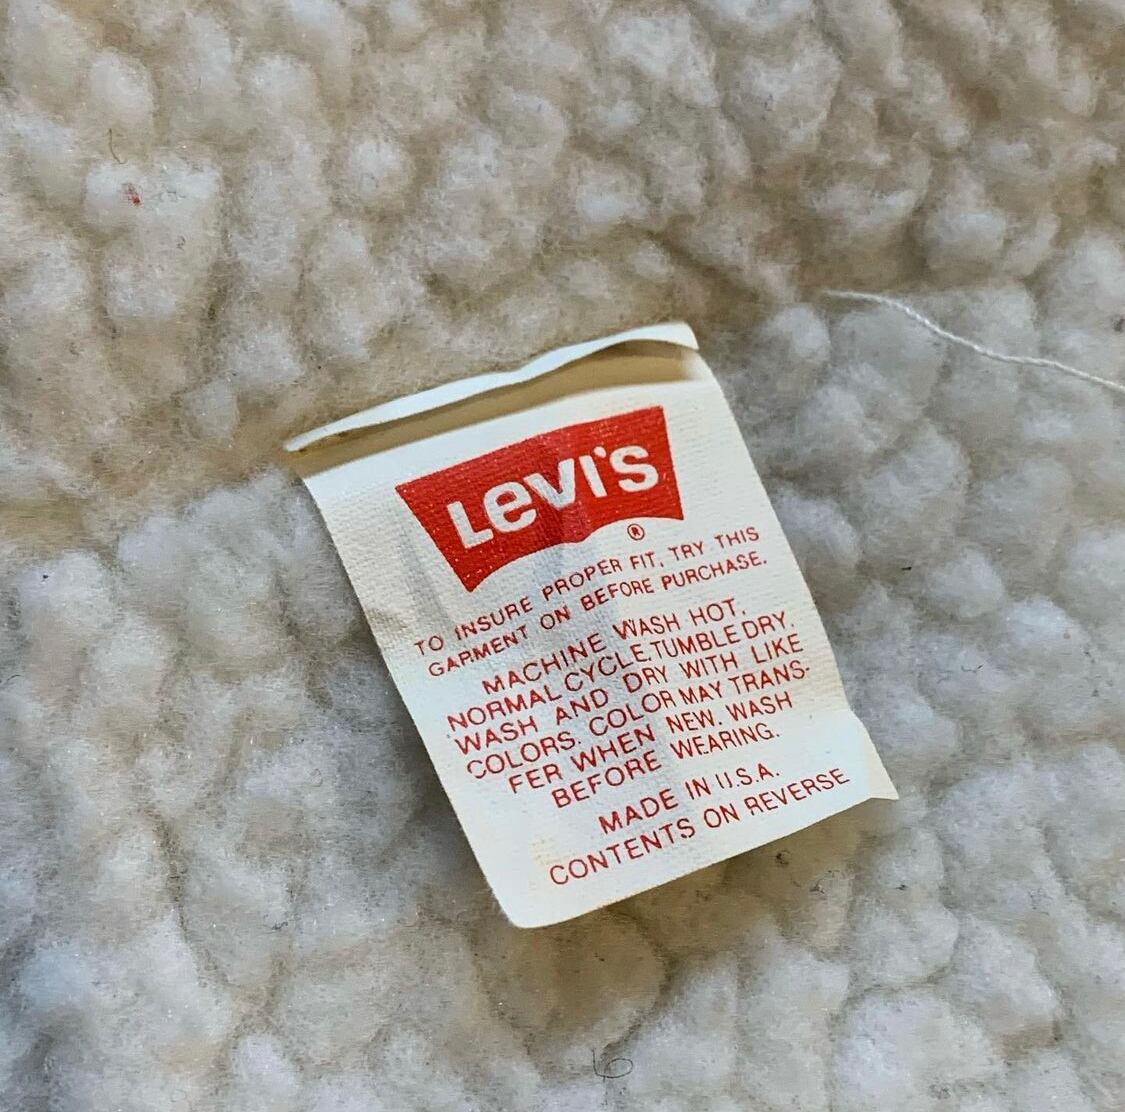 Levi's
®
TO INSURE PROPER FIT, TRY THIS
GARMENT ON BEFORE PURCHASE.
MACHINE WASH HOT,
NORMAL CYCLE. TUMBLE DRY.
WASH AND DRY WITH LIKE
COLORS. COLOR MAY TRANS-
FER WHEN NEW. WASH
BEFORE WEARING.
MADE IN U.S.A.
CONTENTS ON REVERSE